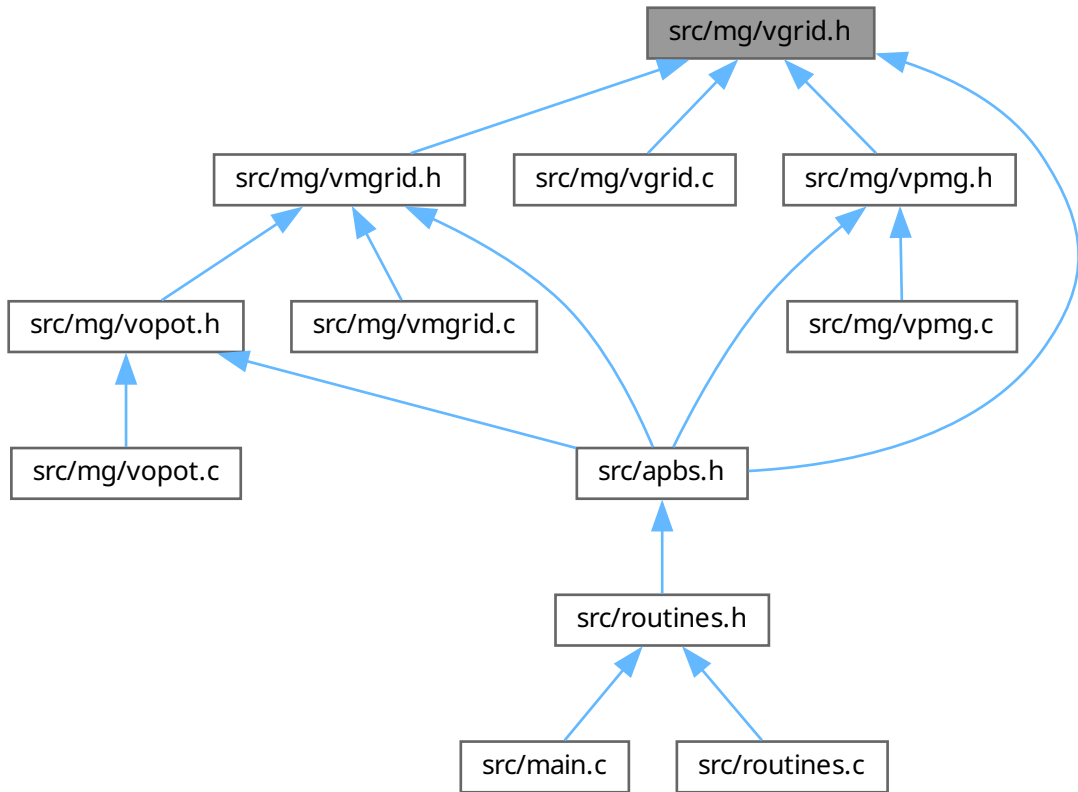 src/mg/vgrid.h
src/mg/vmgrid.h
src/mg/vgrid.c
src/mg/vpmg.h
src/mg/vopot.h
src/mg/vmgrid.c
src/mg/vpmg.c
src/mg/vopot.c
src/apbs.h
src/routines.h
src/main.c
src/routines.c